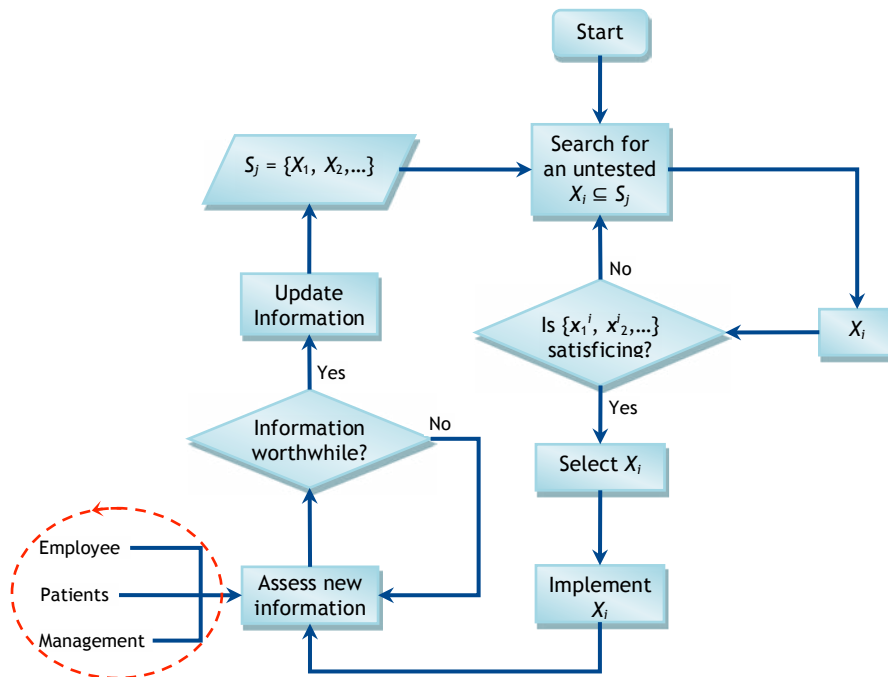 Start
Search for
an untested
Xᵢ ⊆ Sⱼ
Sⱼ = {X₁, X₂,...}
No
Update
Information
Is {x₁ⁱ, xⁱ₂,...}
satisficing?
Xᵢ
Yes
Yes
Information
worthwhile?
No
Select Xᵢ
Employee
Patients
Management
Assess new
information
Implement
Xᵢ